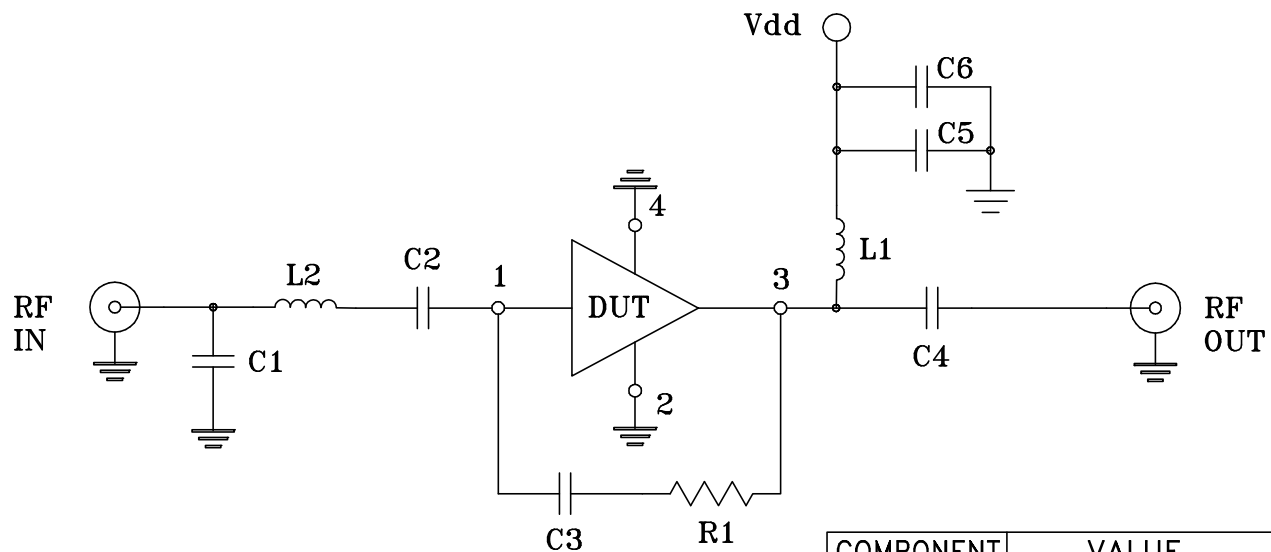 Vdd
C6
C5
4
L1
C2
1
3
L2
RF
IN
DUT
RF
OUT
C1
C4
2
C3
R1
COMPONENT VALUE